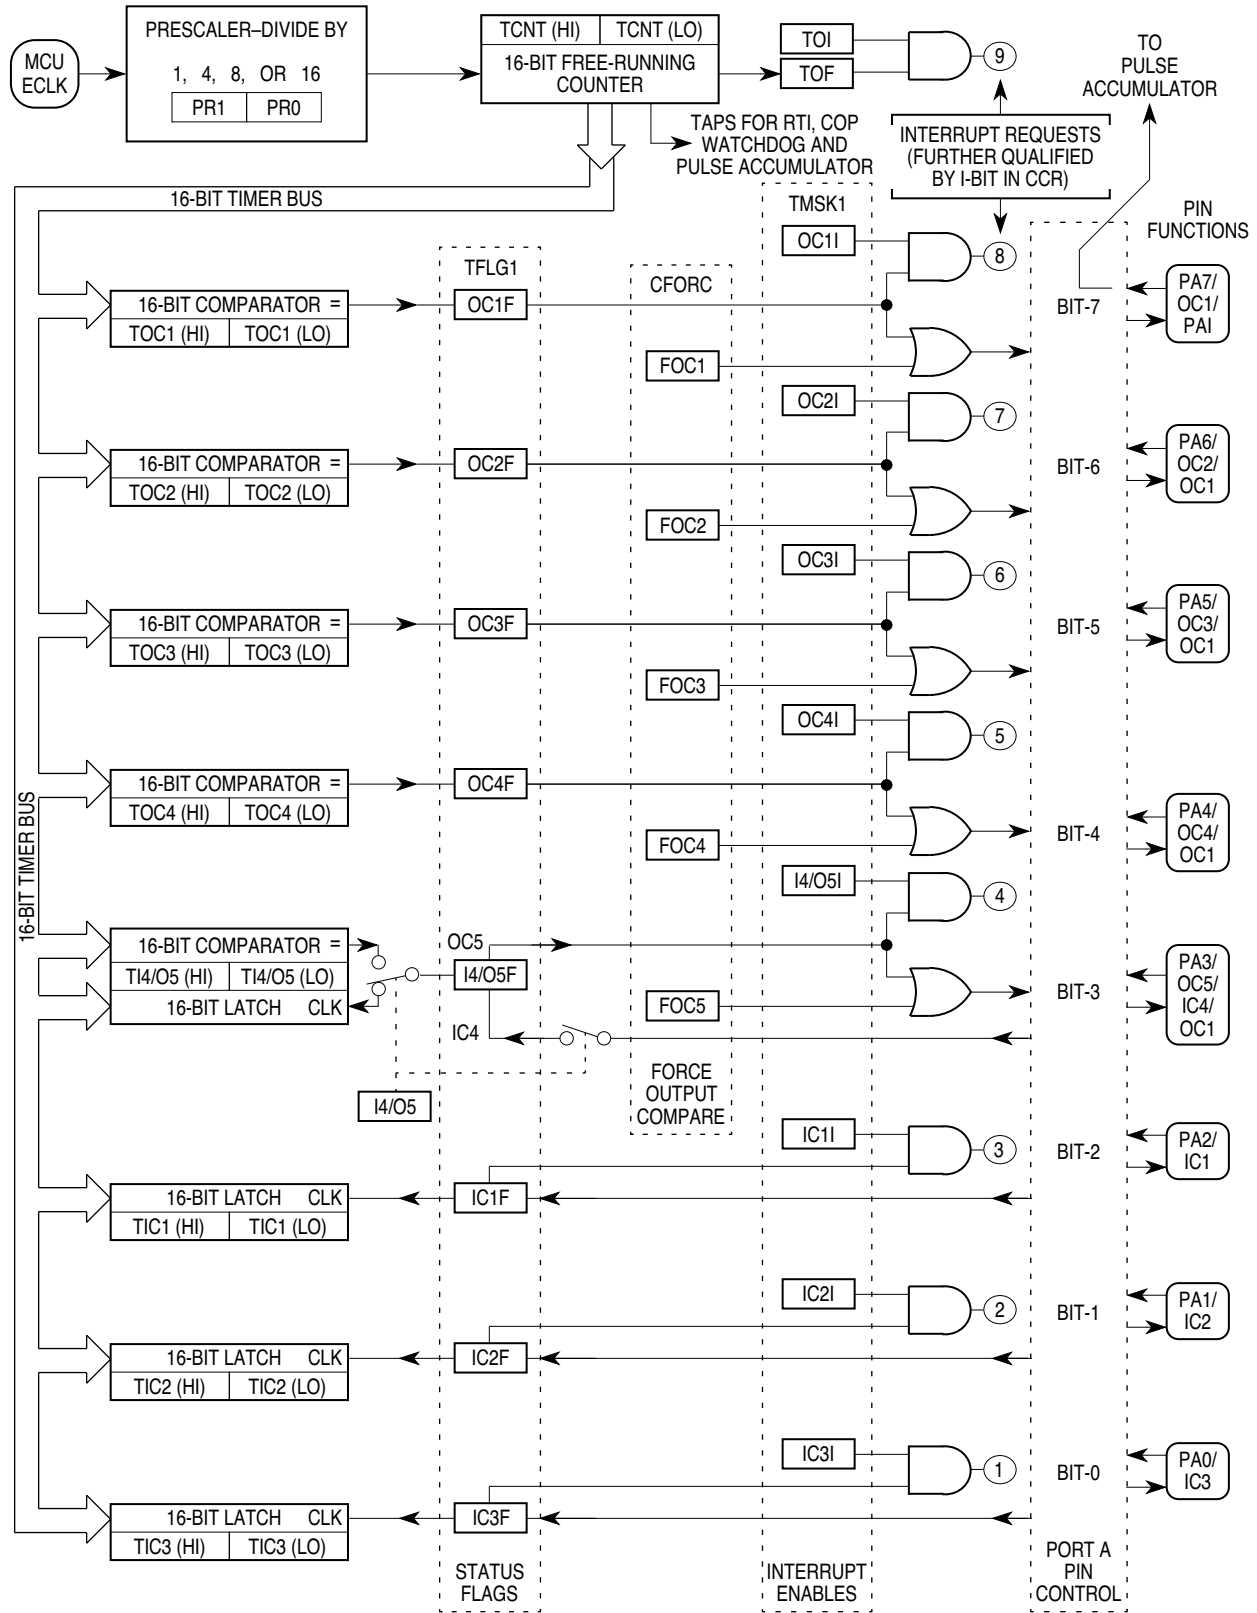 MCU
ECLK
PRESCALER–DIVIDE BY
1, 4, 8, OR 16
PR1 PR0
TCNT (HI) TCNT (LO)
16-BIT FREE-RUNNING
COUNTER
TOI
TOF
9
TO
PULSE
ACCUMULATOR
TAPS FOR RTI, COP
WATCHDOG AND
PULSE ACCUMULATOR
INTERRUPT REQUESTS
(FURTHER QUALIFIED
BY I-BIT IN CCR)
16-BIT TIMER BUS
16-BIT TIMER BUS
TFLG1
CFORC
TMSK1
PIN
FUNCTIONS
OC1I
8
16-BIT COMPARATOR =
TOC1 (HI) TOC1 (LO)
OC1F
FOC1
BIT-7
PA7/
OC1/
PAI
OC2I
7
16-BIT COMPARATOR =
TOC2 (HI) TOC2 (LO)
OC2F
FOC2
BIT-6
PA6/
OC2/
OC1
OC3I
6
16-BIT COMPARATOR =
TOC3 (HI) TOC3 (LO)
OC3F
FOC3
BIT-5
PA5/
OC3/
OC1
OC4I
5
16-BIT COMPARATOR =
TOC4 (HI) TOC4 (LO)
OC4F
FOC4
BIT-4
PA4/
OC4/
OC1
I4/O5I
4
16-BIT COMPARATOR =
TI4/O5 (HI) TI4/O5 (LO)
16-BIT LATCH CLK
OC5
I4/O5F
IC4
FOC5
BIT-3
PA3/
OC5/
IC4/
OC1
I4/O5
FORCE
OUTPUT
COMPARE
IC1I
3
16-BIT LATCH CLK
TIC1 (HI) TIC1 (LO)
IC1F
BIT-2
PA2/
IC1
IC2I
2
16-BIT LATCH CLK
TIC2 (HI) TIC2 (LO)
IC2F
BIT-1
PA1/
IC2
IC3I
1
16-BIT LATCH CLK
TIC3 (HI) TIC3 (LO)
IC3F
BIT-0
PA0/
IC3
STATUS
FLAGS
INTERRUPT
ENABLES
PORT A
PIN
CONTROL